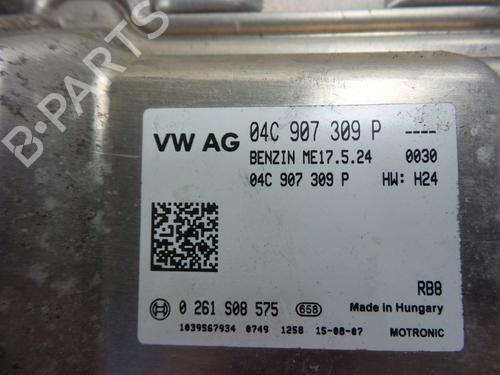 VW AG 04C 907 309 P ----
BENZIN ME17.5.24 0030
04C 907 309 P HW: H24
RB8
0 261 S08 575 658 Made in Hungary
1039S67934 0749 1258 15-08-07 MOTRONIC
B-PARTS